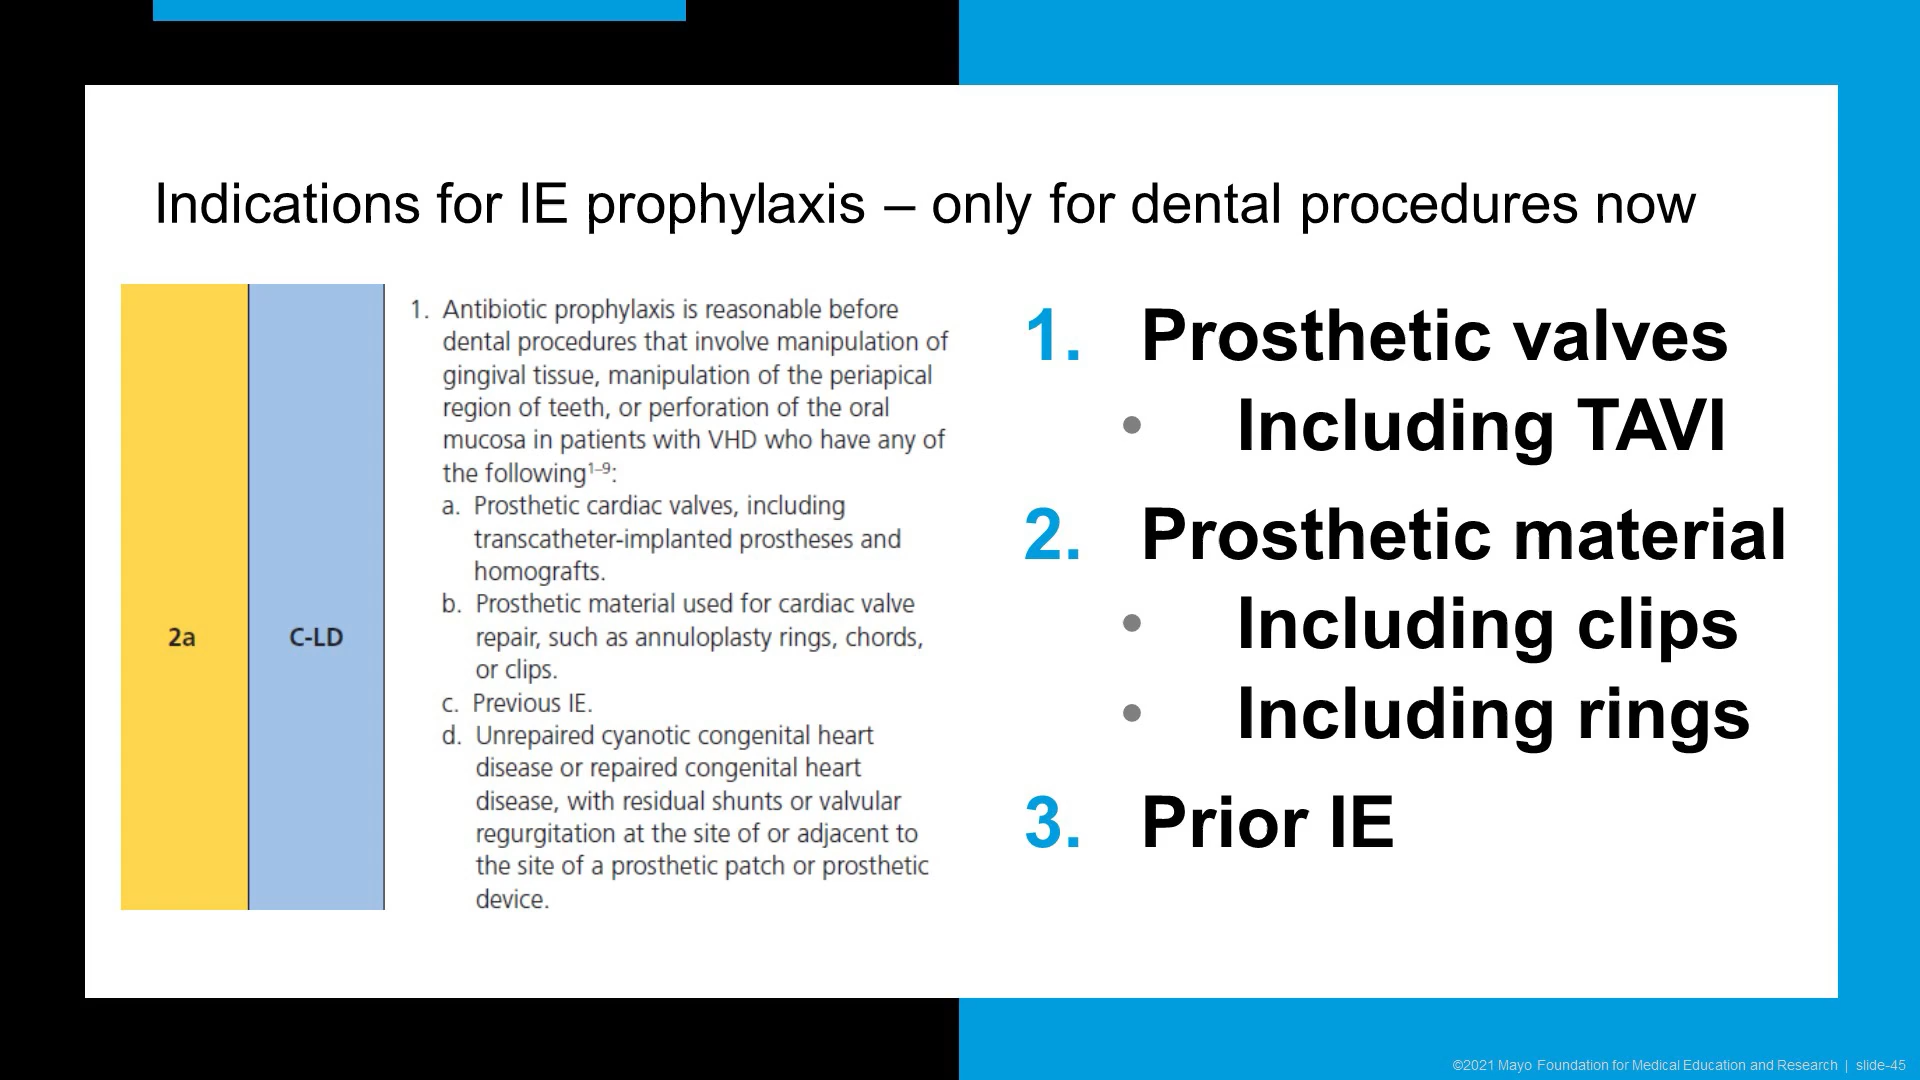 Indications for IE prophylaxis – only for dental procedures now
2a
C-LD
1. Antibiotic prophylaxis is reasonable before
dental procedures that involve manipulation of
gingival tissue, manipulation of the periapical
region of teeth, or perforation of the oral
mucosa in patients with VHD who have any of
the following1–9:
a. Prosthetic cardiac valves, including
transcatheter-implanted prostheses and
homografts.
b. Prosthetic material used for cardiac valve
repair, such as annuloplasty rings, chords,
or clips.
c. Previous IE.
d. Unrepaired cyanotic congenital heart
disease or repaired congenital heart
disease, with residual shunts or valvular
regurgitation at the site of or adjacent to
the site of a prosthetic patch or prosthetic
device.
1. Prosthetic valves
• Including TAVI
2. Prosthetic material
• Including clips
• Including rings
3. Prior IE
©2021 Mayo Foundation for Medical Education and Research | slide-45